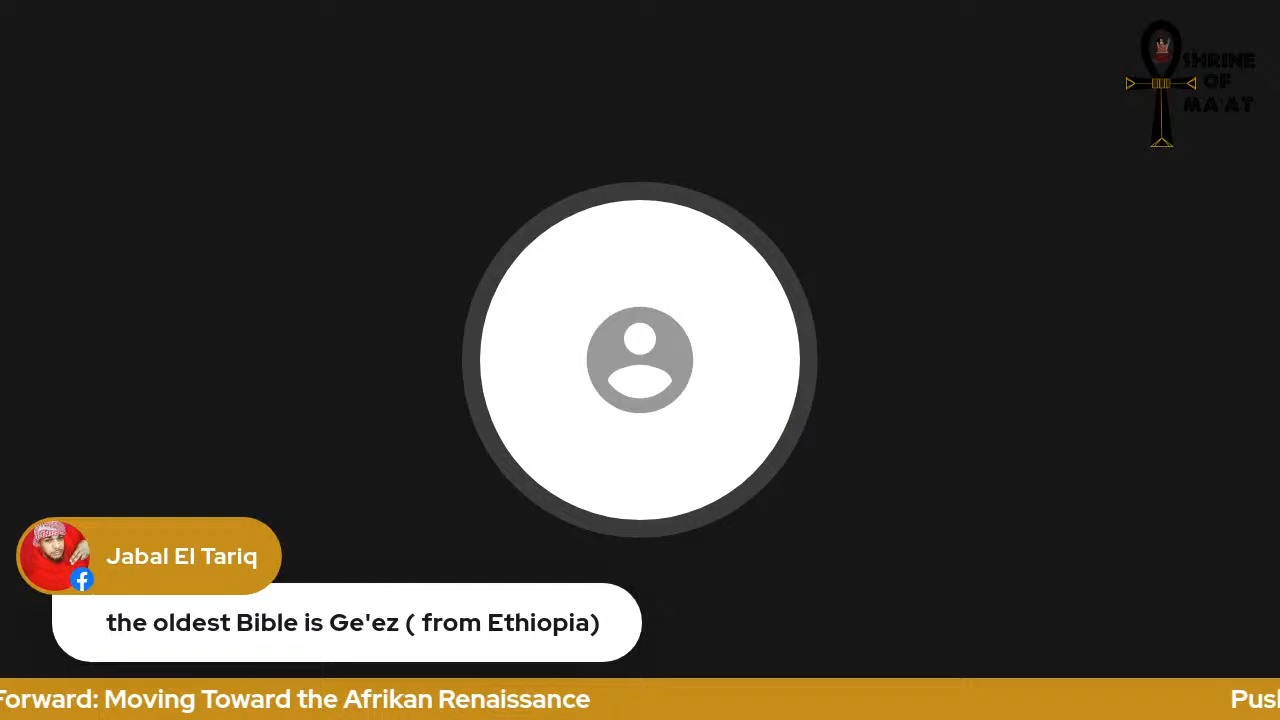 SHRINE
OF
MA'AT
Jabal El Tariq
the oldest Bible is Ge'ez ( from Ethiopia)
Forward: Moving Toward the Afrikan Renaissance